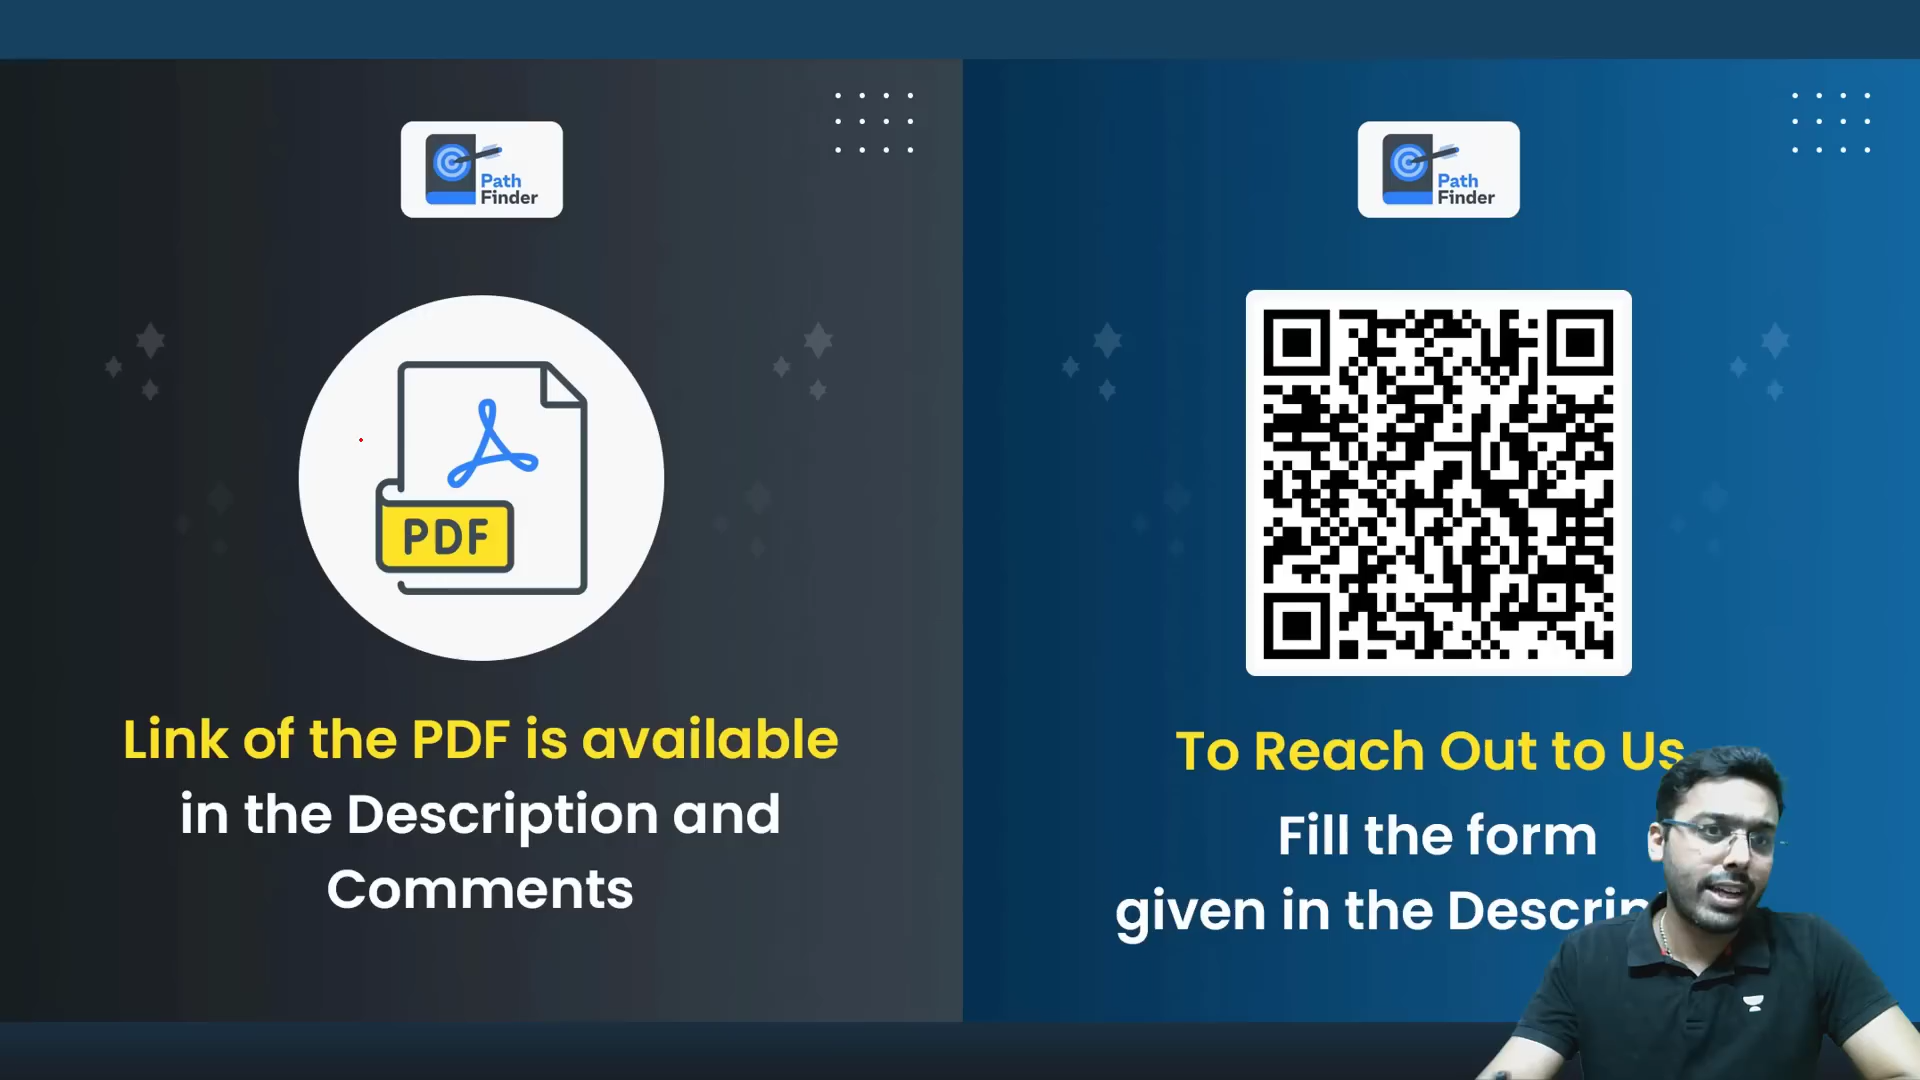 Path
Finder
PDF
Link of the PDF is available
in the Description and
Comments
Path
Finder
To Reach Out to Us
Fill the form
given in the